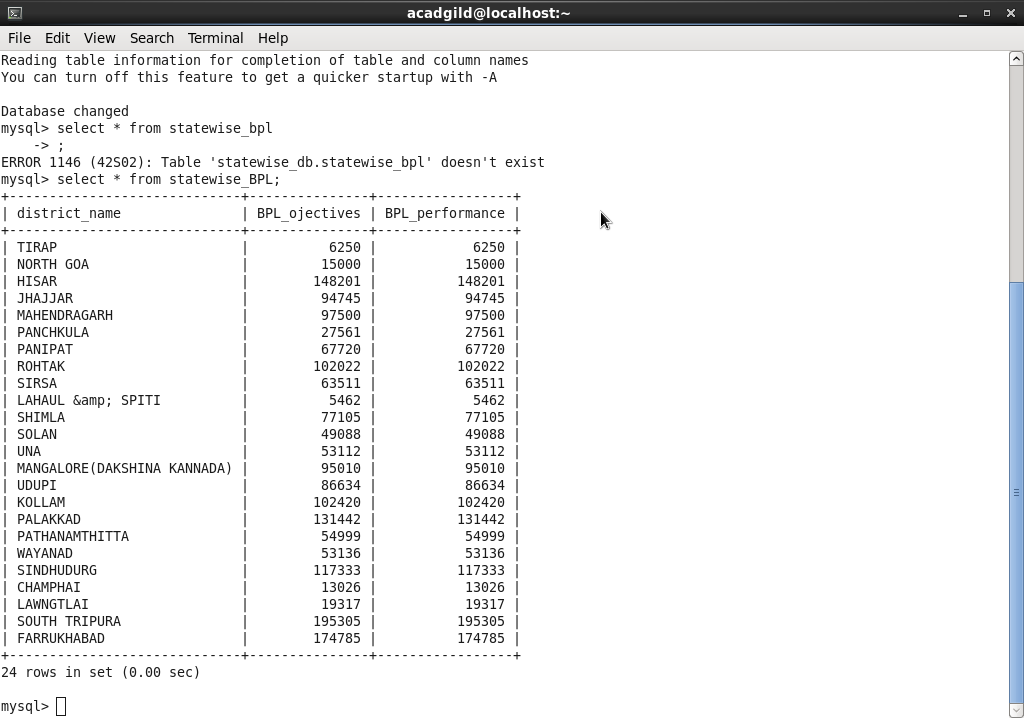 acadgild@localhost:~
File Edit View Search Terminal Help
Reading table information for completion of table and column names
You can turn off this feature to get a quicker startup with -A

Database changed
mysql> select * from statewise_bpl
    -> ;
ERROR 1146 (42S02): Table 'statewise_db.statewise_bpl' doesn't exist
mysql> select * from statewise_BPL;
+-----------------------------+---------------+-----------------+
| district_name               | BPL_ojectives | BPL_performance |
+-----------------------------+---------------+-----------------+
| TIRAP                       |          6250 |            6250 |
| NORTH GOA                   |         15000 |           15000 |
| HISAR                       |        148201 |          148201 |
| JHAJJAR                     |         94745 |           94745 |
| MAHENDRAGARH                |         97500 |           97500 |
| PANCHKULA                   |         27561 |           27561 |
| PANIPAT                     |         67720 |           67720 |
| ROHTAK                      |        102022 |          102022 |
| SIRSA                       |         63511 |           63511 |
| LAHAUL &amp; SPITI          |          5462 |            5462 |
| SHIMLA                      |         77105 |           77105 |
| SOLAN                       |         49088 |           49088 |
| UNA                         |         53112 |           53112 |
| MANGALORE(DAKSHINA KANNADA) |         95010 |           95010 |
| UDUPI                       |         86634 |           86634 |
| KOLLAM                      |        102420 |          102420 |
| PALAKKAD                    |        131442 |          131442 |
| PATHANAMTHITTA              |         54999 |           54999 |
| WAYANAD                     |         53136 |           53136 |
| SINDHUDURG                  |        117333 |          117333 |
| CHAMPHAI                    |         13026 |           13026 |
| LAWNGTLAI                   |         19317 |           19317 |
| SOUTH TRIPURA               |        195305 |          195305 |
| FARRUKHABAD                 |        174785 |          174785 |
+-----------------------------+---------------+-----------------+
24 rows in set (0.00 sec)

mysql>